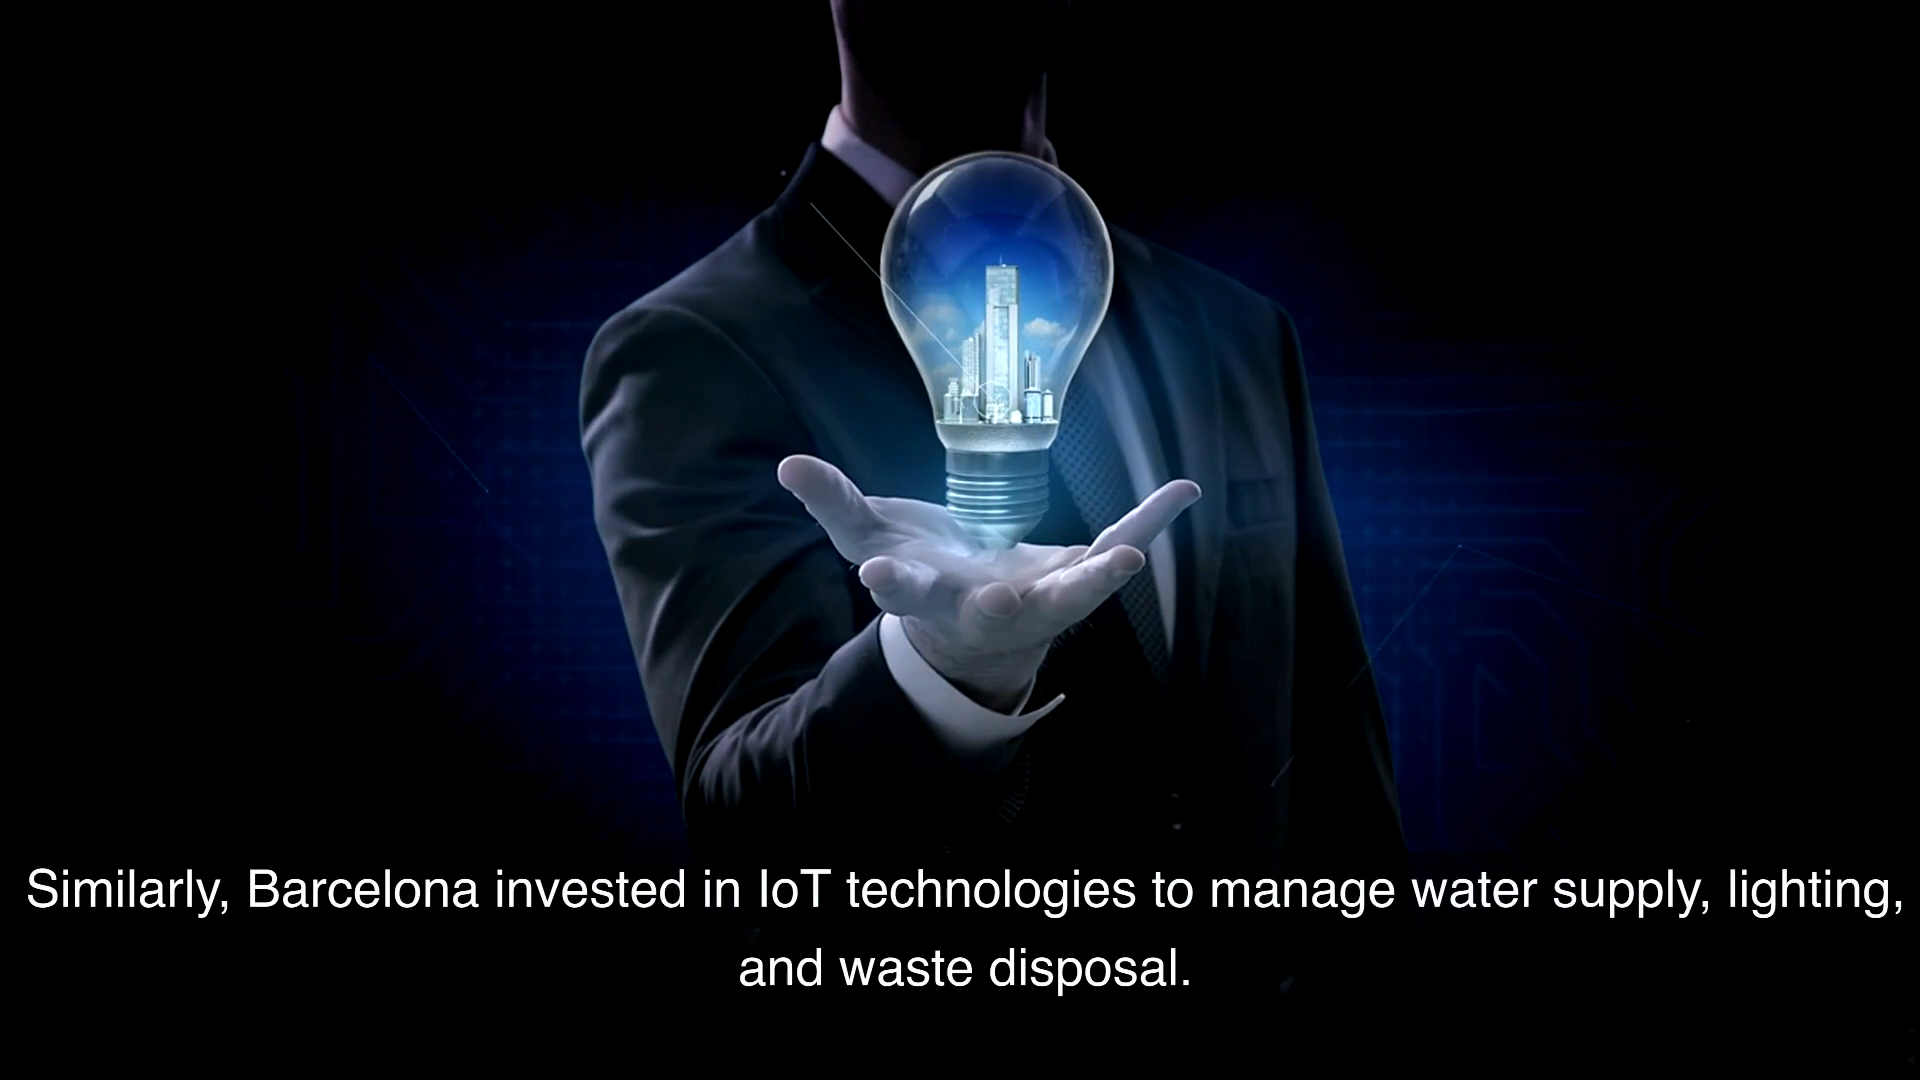 Similarly, Barcelona invested in IoT technologies to manage water supply, lighting,
and waste disposal.